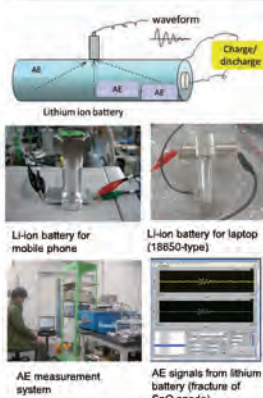 waveform
Charge/
discharge
AE
AE
AE
Lithium ion battery
Li-ion battery for
mobile phone
Li-ion battery for laptop
(18650-type)
AE measurement
system
AE signals from lithium
battery (fracture of